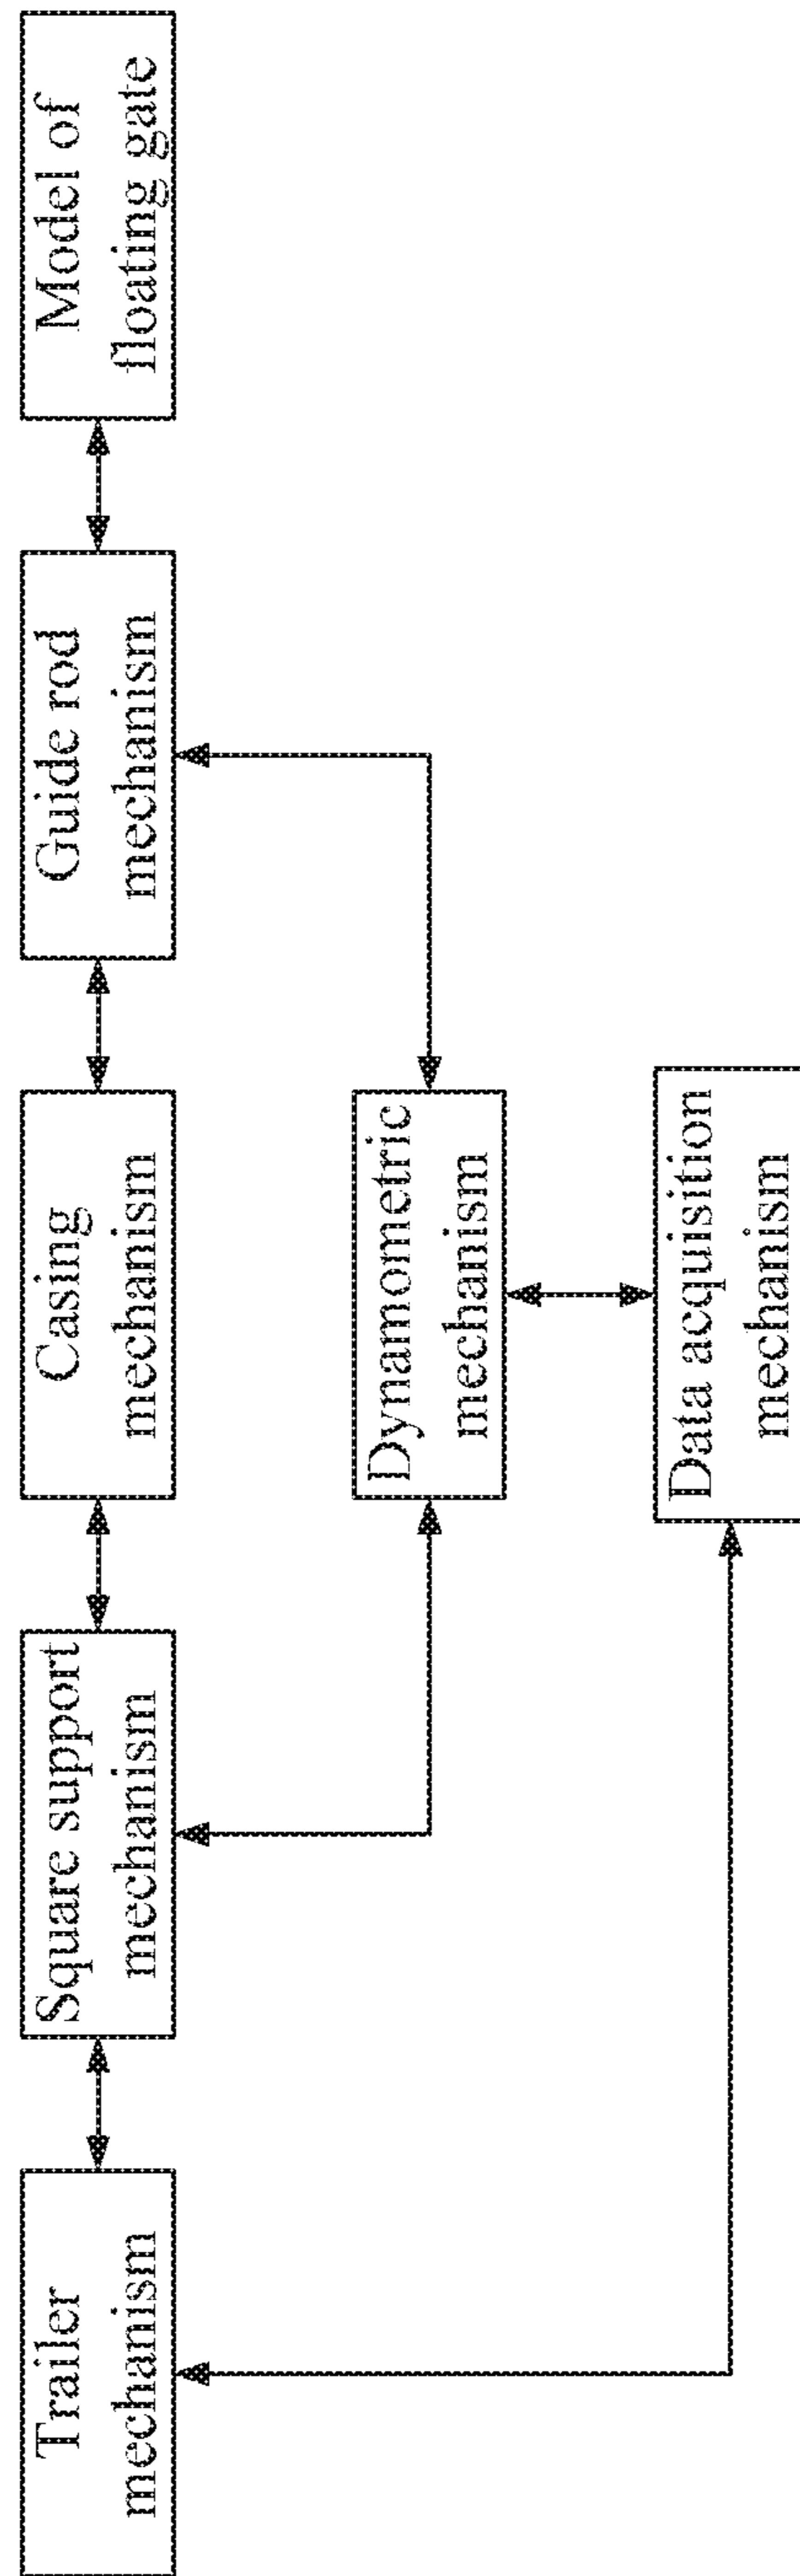 Trailer
mechanism
Square support
mechanism
Casing
mechanism
Guide rod
mechanism
Model of
floating gate
Dynamometric
mechanism
Data acquisition
mechanism